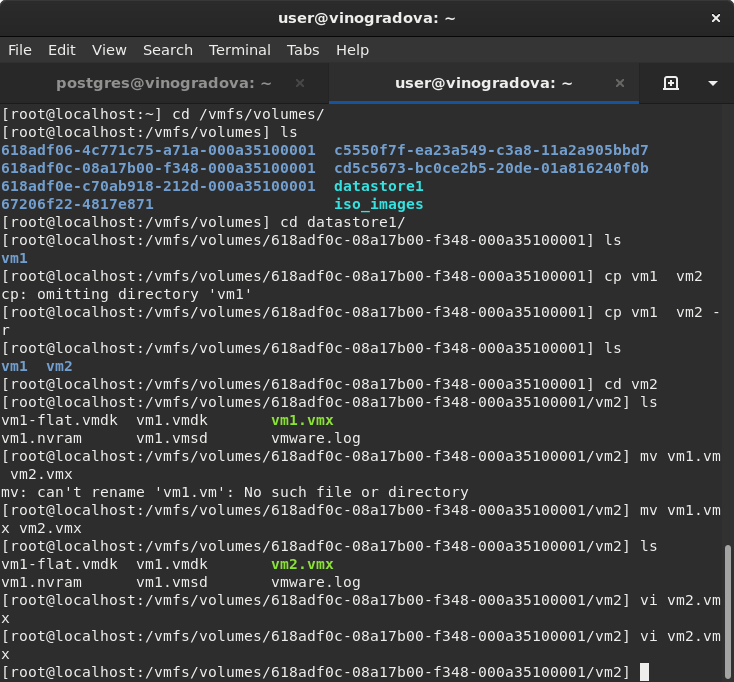 user@vinogradova: ~
File Edit View Search Terminal Tabs Help
postgres@vinogradova: ~ user@vinogradova: ~
[root@localhost:~] cd /vmfs/volumes/
[root@localhost:/vmfs/volumes] ls
618adf06-4c771c75-a71a-000a35100001  c5550f7f-ea23a549-c3a8-11a2a905bbd7
618adf0c-08a17b00-f348-000a35100001  cd5c5673-bc0ce2b5-20de-01a816240f0b
618adf0e-c70ab918-212d-000a35100001  datastore1
67206f22-4817e871                    iso_images
[root@localhost:/vmfs/volumes] cd datastore1/
[root@localhost:/vmfs/volumes/618adf0c-08a17b00-f348-000a35100001] ls
vm1
[root@localhost:/vmfs/volumes/618adf0c-08a17b00-f348-000a35100001] cp vm1  vm2
cp: omitting directory 'vm1'
[root@localhost:/vmfs/volumes/618adf0c-08a17b00-f348-000a35100001] cp vm1  vm2 -
r
[root@localhost:/vmfs/volumes/618adf0c-08a17b00-f348-000a35100001] ls
vm1  vm2
[root@localhost:/vmfs/volumes/618adf0c-08a17b00-f348-000a35100001] cd vm2
[root@localhost:/vmfs/volumes/618adf0c-08a17b00-f348-000a35100001/vm2] ls
vm1-flat.vmdk  vm1.vmdk       vm1.vmx
vm1.nvram      vm1.vmsd       vmware.log
[root@localhost:/vmfs/volumes/618adf0c-08a17b00-f348-000a35100001/vm2] mv vm1.vm
 vm2.vmx
mv: can't rename 'vm1.vm': No such file or directory
[root@localhost:/vmfs/volumes/618adf0c-08a17b00-f348-000a35100001/vm2] mv vm1.vm
x vm2.vmx
[root@localhost:/vmfs/volumes/618adf0c-08a17b00-f348-000a35100001/vm2] ls
vm1-flat.vmdk  vm1.vmdk       vm2.vmx
vm1.nvram      vm1.vmsd       vmware.log
[root@localhost:/vmfs/volumes/618adf0c-08a17b00-f348-000a35100001/vm2] vi vm2.vm
x
[root@localhost:/vmfs/volumes/618adf0c-08a17b00-f348-000a35100001/vm2] vi vm2.vm
x
[root@localhost:/vmfs/volumes/618adf0c-08a17b00-f348-000a35100001/vm2]